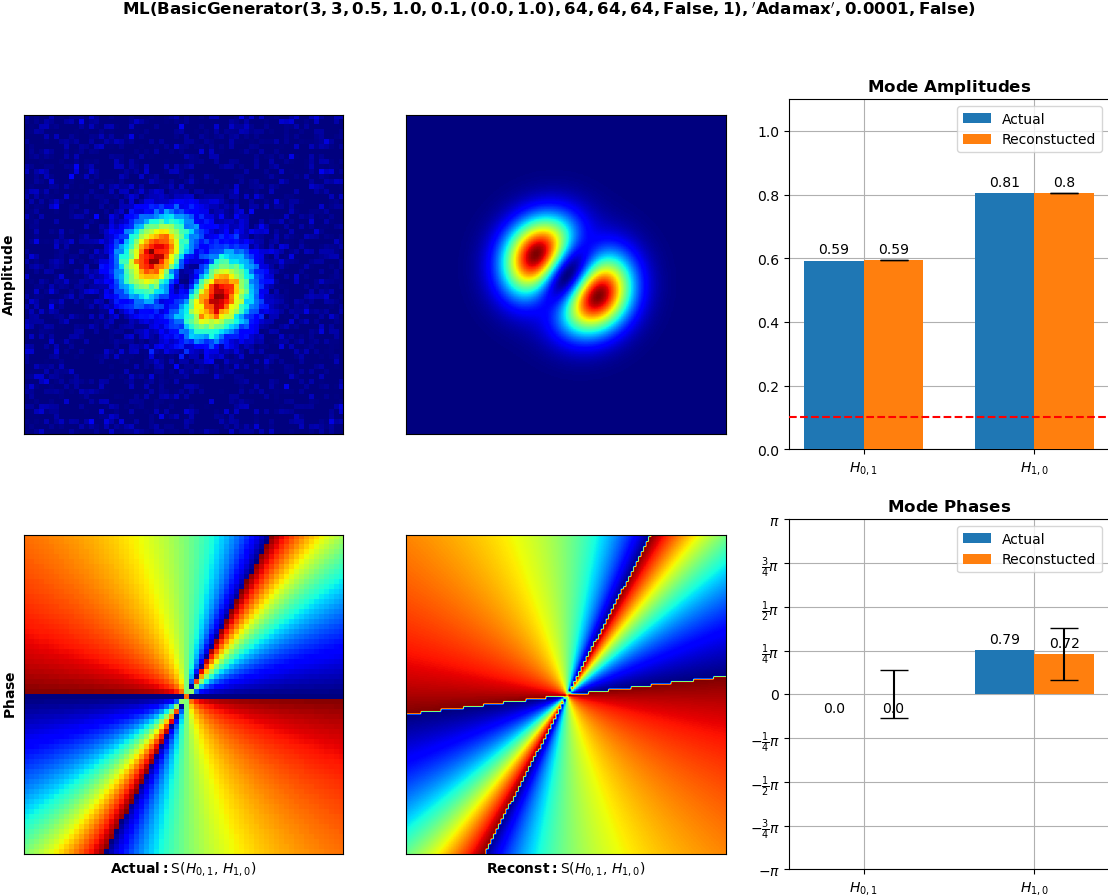 ML(BasicGenerator(3, 3, 0.5, 1.0, 0.1, (0.0, 1.0), 64, 64, 64, False, 1), ′Adamax′, 0.0001, False)
Amplitude
Mode Amplitudes
Actual
Reconstucted
1.0
0.8
0.6
0.4
0.2
0.0
0.59
0.59
0.81
0.8
H0, 1
H1, 0
Phase
Actual: S(H0, 1, H1, 0)
Reconst: S(H0, 1, H1, 0)
Mode Phases
Actual
Reconstucted
π
3/4π
1/2π
1/4π
0
−1/4π
−1/2π
−3/4π
−π
0.0
0.0
0.79
0.72
H0, 1
H1, 0